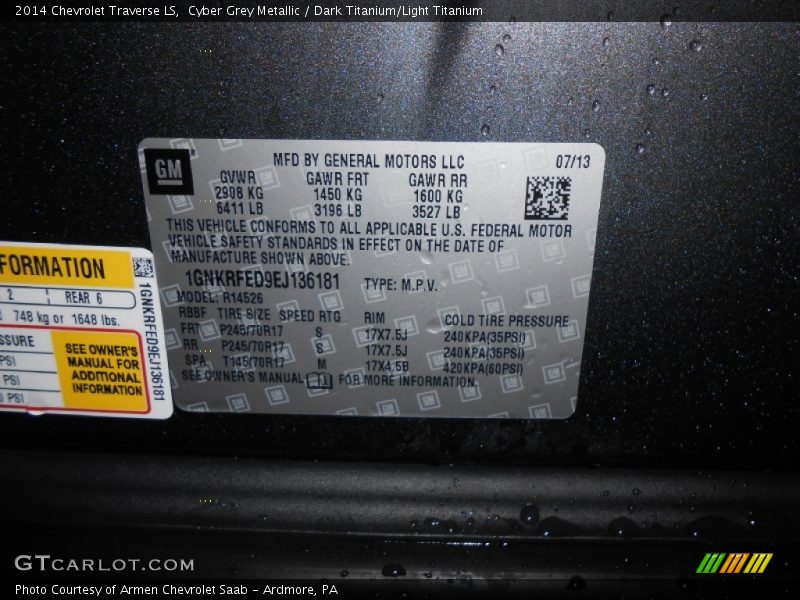 2014 Chevrolet Traverse LS,  Cyber Grey Metallic / Dark Titanium/Light Titanium
GM
MFD BY GENERAL MOTORS LLC 07/13
GVWR GAWR FRT GAWR RR
2908 KG 1450 KG 1600 KG
6411 LB 3196 LB 3527 LB
THIS VEHICLE CONFORMS TO ALL APPLICABLE U.S. FEDERAL MOTOR
VEHICLE SAFETY STANDARDS IN EFFECT ON THE DATE OF
MANUFACTURE SHOWN ABOVE.
1GNKRFED9EJ136181 TYPE: M.P.V.
MODEL: R14526
RBBF TIRE SIZE SPEED RTG RIM COLD TIRE PRESSURE
FRT P245/70R17 S 17X7.5J 240KPA(35PSI)
RR P245/70R17 S 17X7.5J 240KPA(35PSI)
SPA T145/70R17 M 17X4.5B 420KPA(60PSI)
SEE OWNER'S MANUAL FOR MORE INFORMATION.
FORMATION
2 REAR 6
748 kg or 1648 lbs.
SSURE
PSI
PSI
PSI
SEE OWNER'S
MANUAL FOR
ADDITIONAL
INFORMATION
1GNKRFED9EJ136181
GTCARLOT.COM
Photo Courtesy of Armen Chevrolet Saab - Ardmore, PA